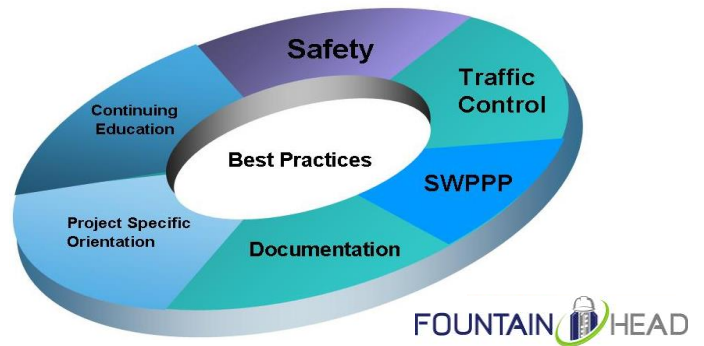 Safety
Traffic
Control
Continuing
Education
Best Practices
SWPPP
Project Specific
Orientation
Documentation
FOUNTAIN HEAD